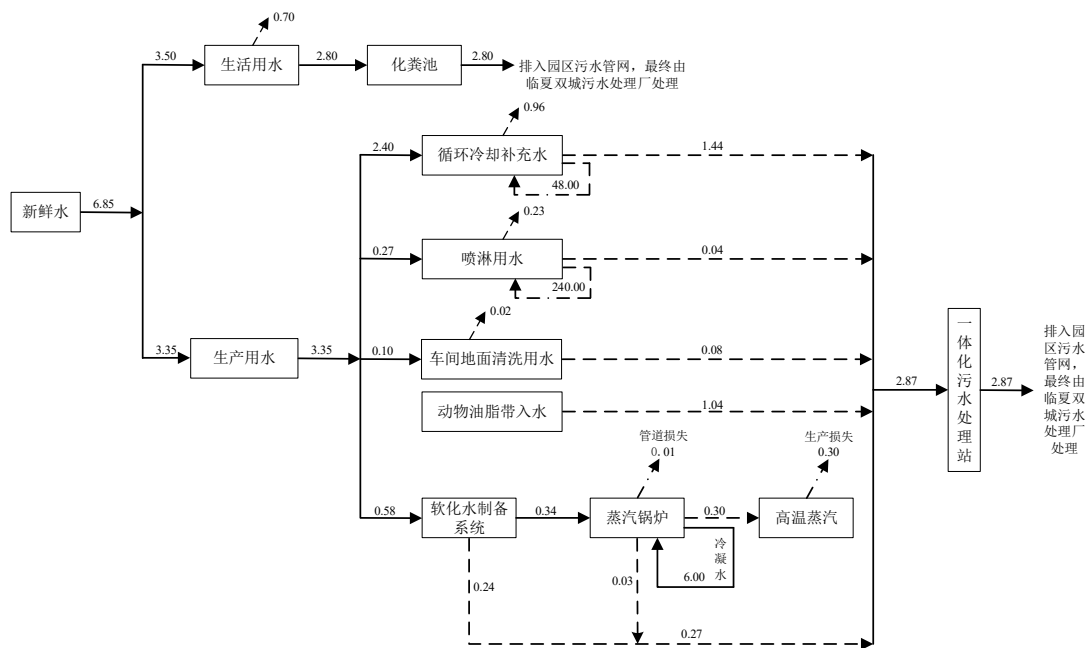 0.70
3.50
生活用水
2.80
化粪池
2.80
排入园区污水管网，最终由
临夏双城污水处理厂处理
0.96
2.40
循环冷却补充水
1.44
48.00
新鲜水
6.85
0.23
0.27
喷淋用水
0.04
240.00
0.02
3.35
生产用水
3.35
0.10
车间地面清洗用水
0.08
动物油脂带入水
1.04
2.87
一体化污水处理站
2.87
排入园
区污水
管网，
最终由
临夏双
城污水
处理厂
处理
管道损失
0.01
生产损失
0.30
0.58
软化水制备
系统
0.34
蒸汽锅炉
0.30
高温蒸汽
冷凝水
6.00
0.24
0.03
0.27